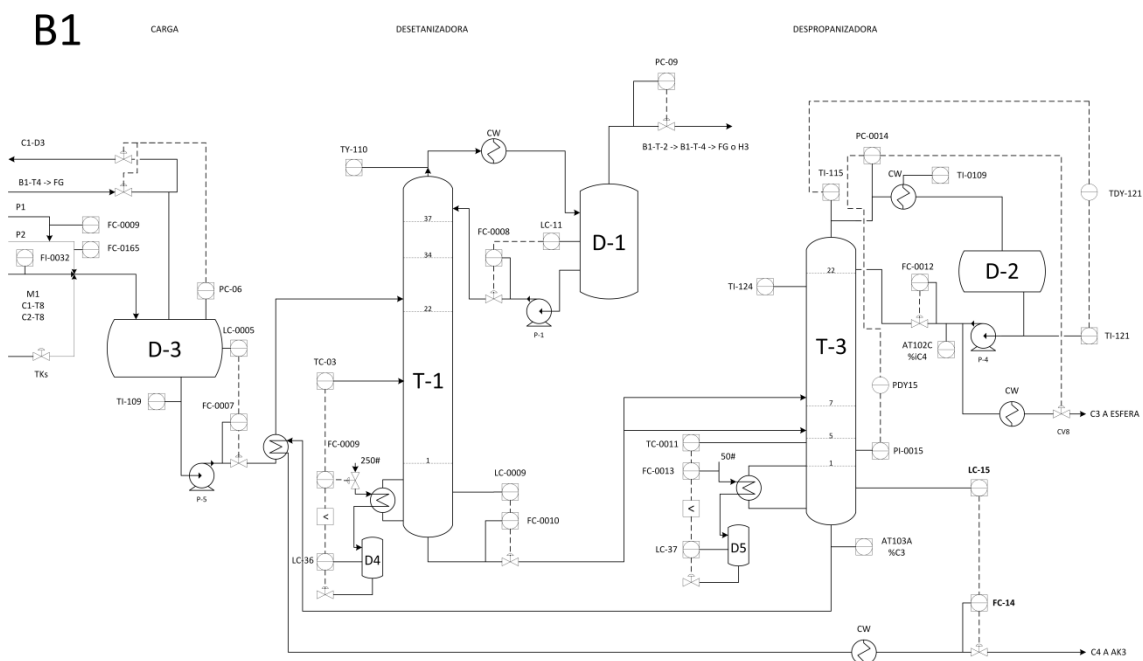 B1
CARGA
DESETANIZADORA
DESPROPANIZADORA
PC-09
C1-D3
TY-110
CW
B1-T-2 -> B1-T-4 -> FG o H3
PC-0014
TI-115
CW
TI-0109
TDY-121
B1-T4 -> FG
P1
FC-0009
P2
FC-0165
FI-0032
37
FC-0008
LC-11
D-1
34
D-2
22
FC-0012
PC-06
M1
C1-T8
C2-T8
TI-124
22
P-1
P-4
TI-121
LC-0005
D-3
AT102C
%iC4
T-3
TKs
TC-03
T-1
PDY15
CW
C3 A ESFERA
CV8
TI-109
FC-0007
7
5
TC-0011
PI-0015
FC-0009
250#
1
LC-0009
FC-0013
50#
1
LC-15
P-5
<
FC-0010
<
LC-36
D4
LC-37
D5
AT103A
%C3
FC-14
CW
C4 A AK3